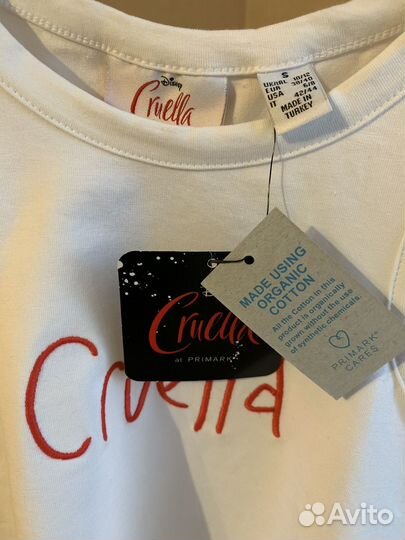 Disney
Cruella
S
UK/IRL 10/12
EUR 38/40
USA 6/8
IT 42/44
MADE IN
TURKEY
Cruella
at PRIMARK
MADE USING
ORGANIC
COTTON
All the Cotton in this
product is organically
grown without the use
of synthetic chemicals.
PRIMARK®
CARES
Cruella
Avito